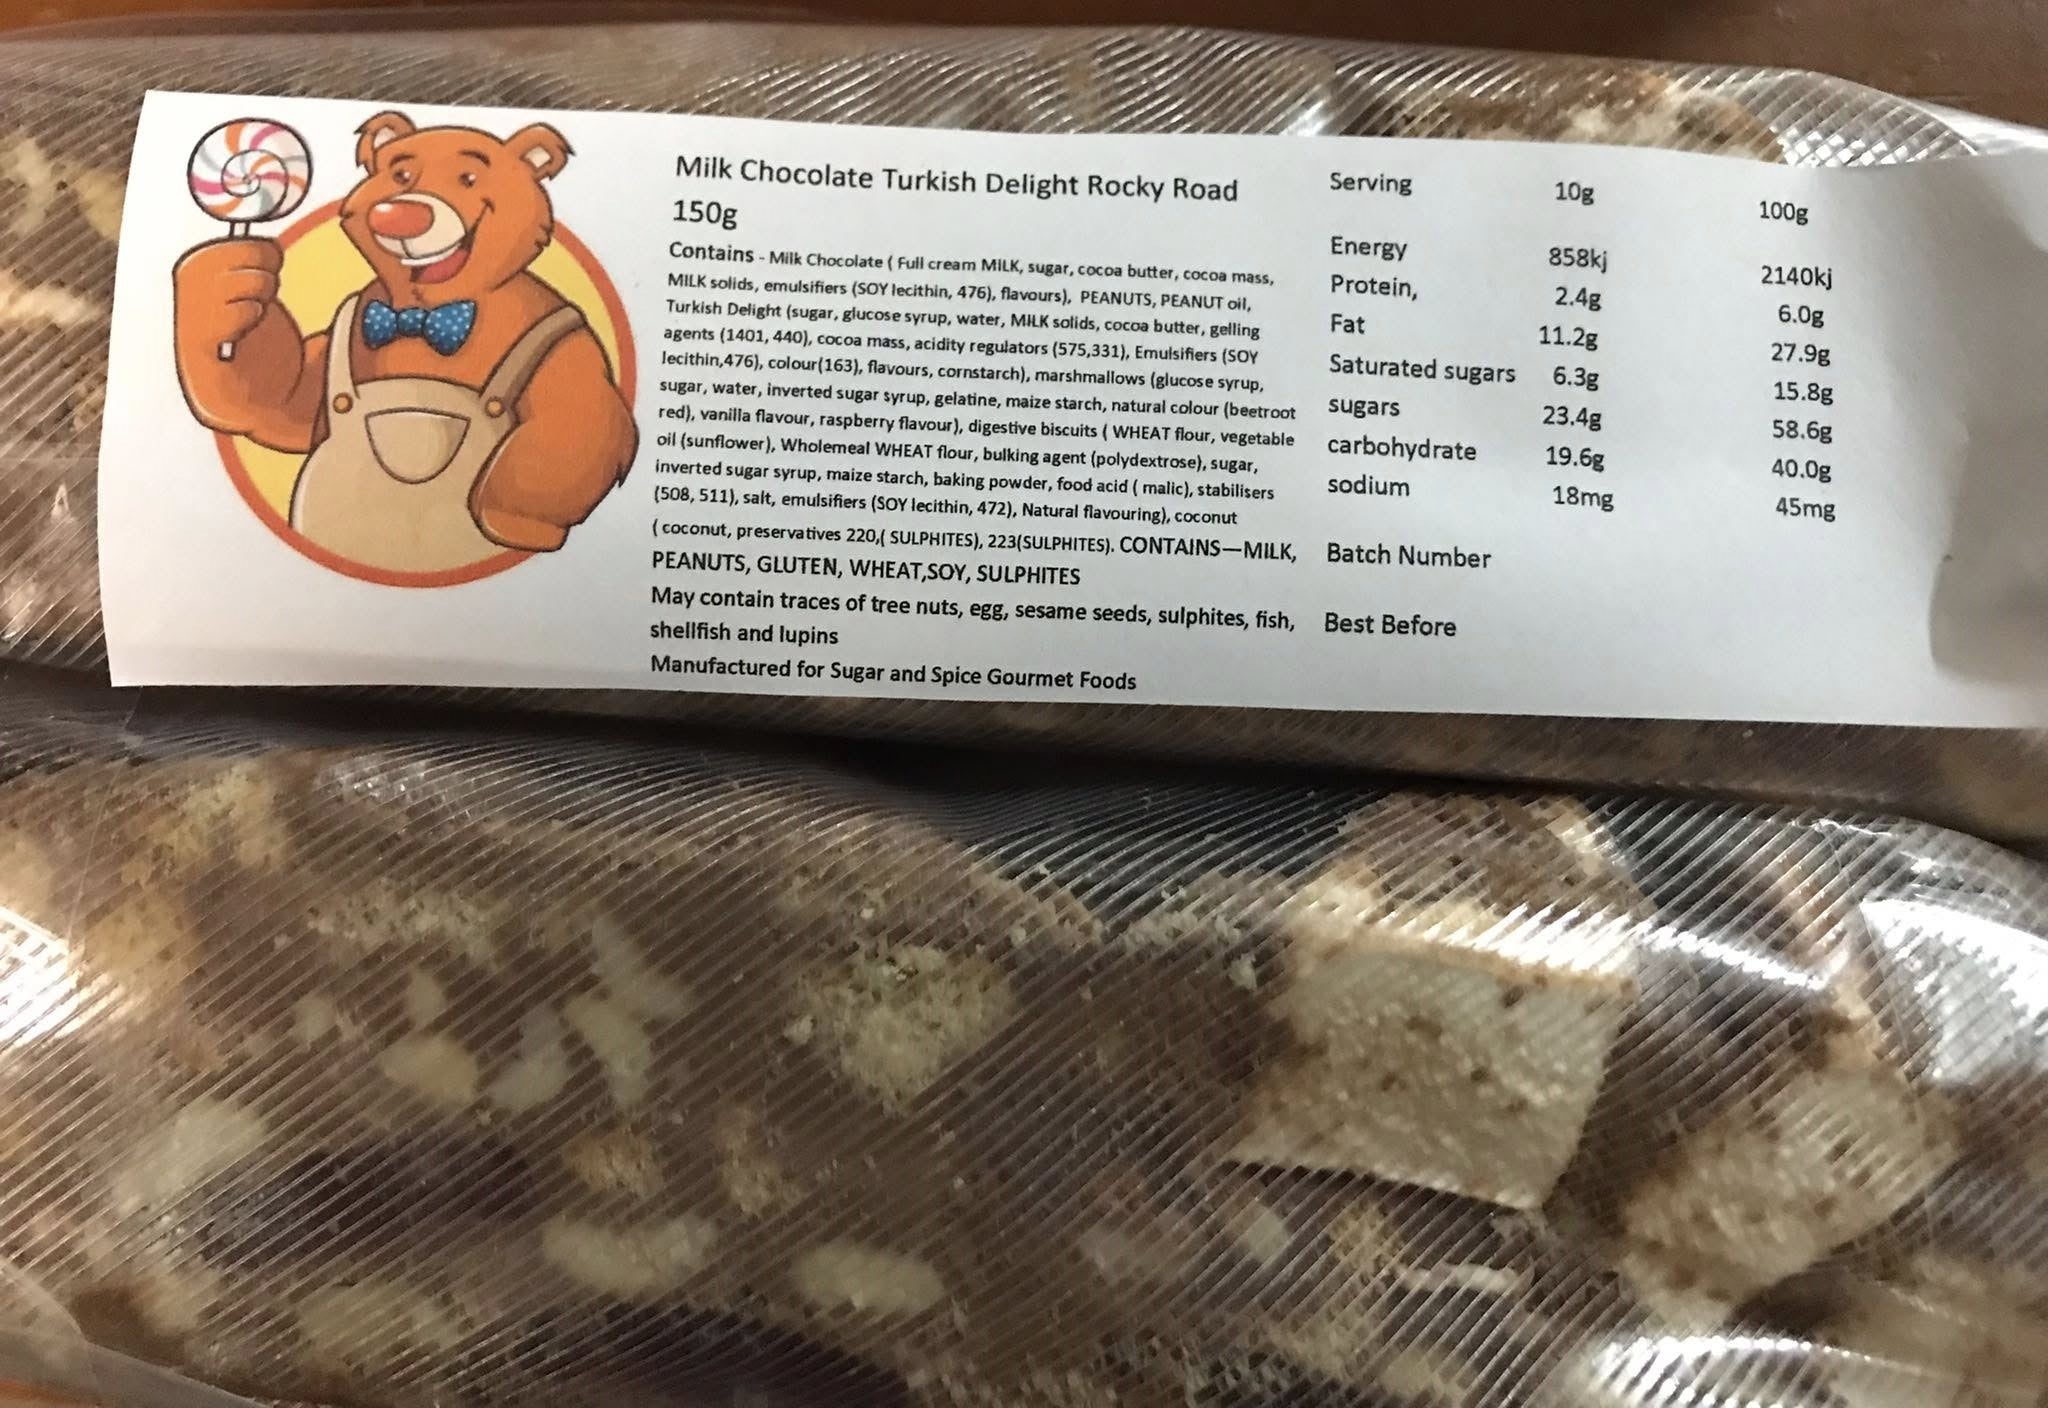 Milk Chocolate Turkish Delight Rocky Road
150g
Contains - Milk Chocolate ( Full cream MILK, sugar, cocoa butter, cocoa mass,
MILK solids, emulsifiers (SOY lecithin, 476), flavours), PEANUTS, PEANUT oil,
Turkish Delight (sugar, glucose syrup, water, MILK solids, cocoa butter, gelling
agents (1401, 440), cocoa mass, acidity regulators (575,331), Emulsifiers (SOY
lecithin,476), colour(163), flavours, cornstarch), marshmallows (glucose syrup,
sugar, water, inverted sugar syrup, gelatine, maize starch, natural colour (beetroot
red), vanilla flavour, raspberry flavour), digestive biscuits ( WHEAT flour, vegetable
oil (sunflower), Wholemeal WHEAT flour, bulking agent (polydextrose), sugar,
inverted sugar syrup, maize starch, baking powder, food acid ( malic), stabilisers
(508, 511), salt, emulsifiers (SOY lecithin, 472), Natural flavouring), coconut
( coconut, preservatives 220,( SULPHITES), 223(SULPHITES). CONTAINS—MILK,
PEANUTS, GLUTEN, WHEAT,SOY, SULPHITES
May contain traces of tree nuts, egg, sesame seeds, sulphites, fish,
shellfish and lupins
Manufactured for Sugar and Spice Gourmet Foods
Serving 10g 100g
Energy 858kj 2140kj
Protein, 2.4g 6.0g
Fat 11.2g 27.9g
Saturated sugars 6.3g 15.8g
sugars 23.4g 58.6g
carbohydrate 19.6g 40.0g
sodium 18mg 45mg
Batch Number
Best Before